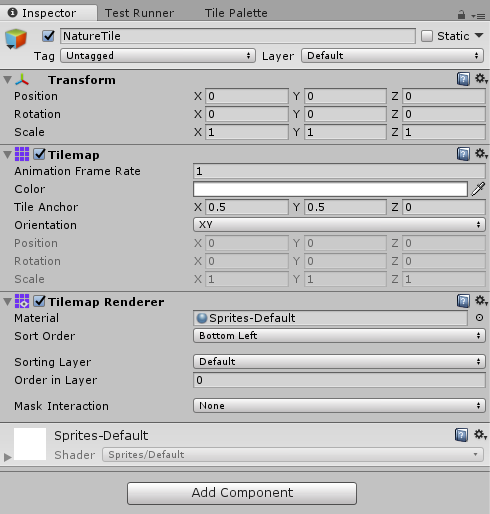 Inspector Test Runner Tile Palette
NatureTile Static
Tag Untagged Layer Default
Transform
Position X 0 Y 0 Z 0
Rotation X 0 Y 0 Z 0
Scale X 1 Y 1 Z 1
Tilemap
Animation Frame Rate 1
Color
Tile Anchor X 0.5 Y 0.5 Z 0
Orientation XY
Position X 0 Y 0 Z 0
Rotation X 0 Y 0 Z 0
Scale X 1 Y 1 Z 1
Tilemap Renderer
Material Sprites-Default
Sort Order Bottom Left
Sorting Layer Default
Order in Layer 0
Mask Interaction None
Sprites-Default
Shader Sprites/Default
Add Component